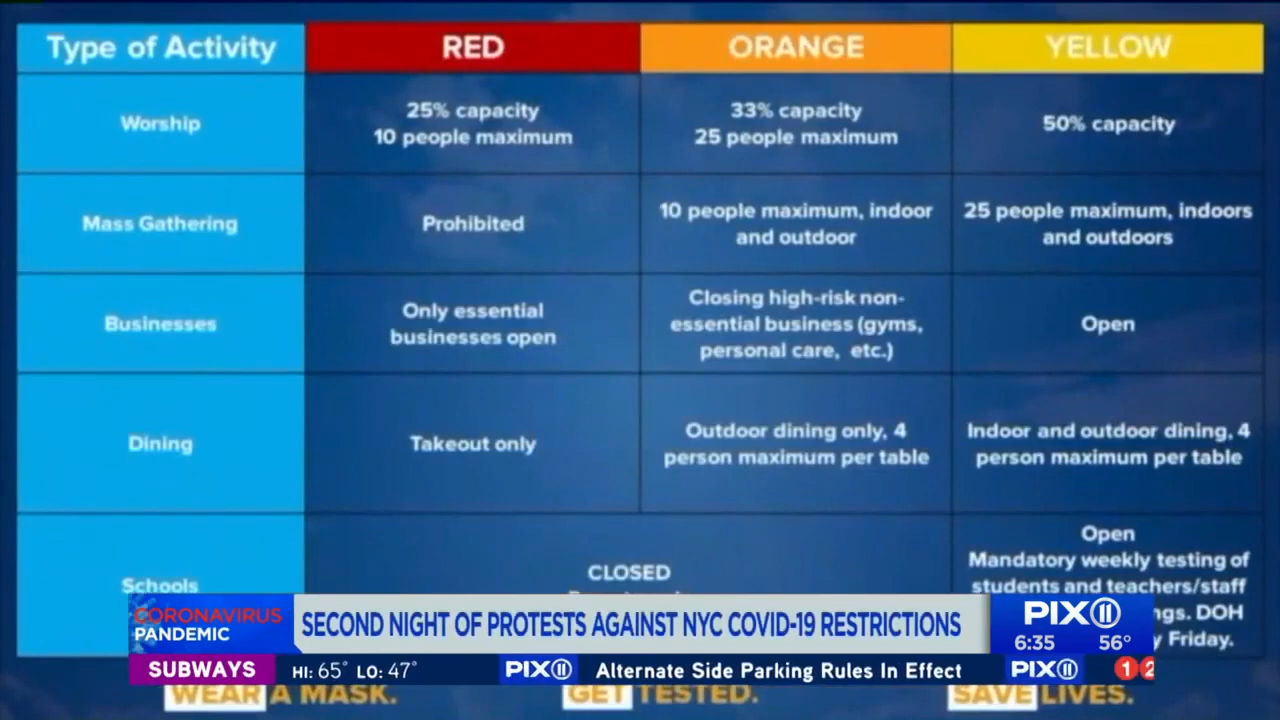 Type of Activity
RED
ORANGE
YELLOW
Worship
25% capacity
10 people maximum
33% capacity
25 people maximum
50% capacity
Mass Gathering
Prohibited
10 people maximum, indoor
and outdoor
25 people maximum, indoors
and outdoors
Businesses
Only essential
businesses open
Closing high-risk non-
essential business (gyms,
personal care, etc.)
Open
Dining
Takeout only
Outdoor dining only, 4
person maximum per table
Indoor and outdoor dining, 4
person maximum per table
Schools
CLOSED
Open
Mandatory weekly testing of
students and teachers/staff
DOH
Friday.
CORONAVIRUS
PANDEMIC
SECOND NIGHT OF PROTESTS AGAINST NYC COVID-19 RESTRICTIONS
PIX11
6:35 56°
SUBWAYS
HI: 65° LO: 47°
PIX11
Alternate Side Parking Rules In Effect
PIX11
1 2
WEAR A MASK.
GET TESTED.
SAVE LIVES.